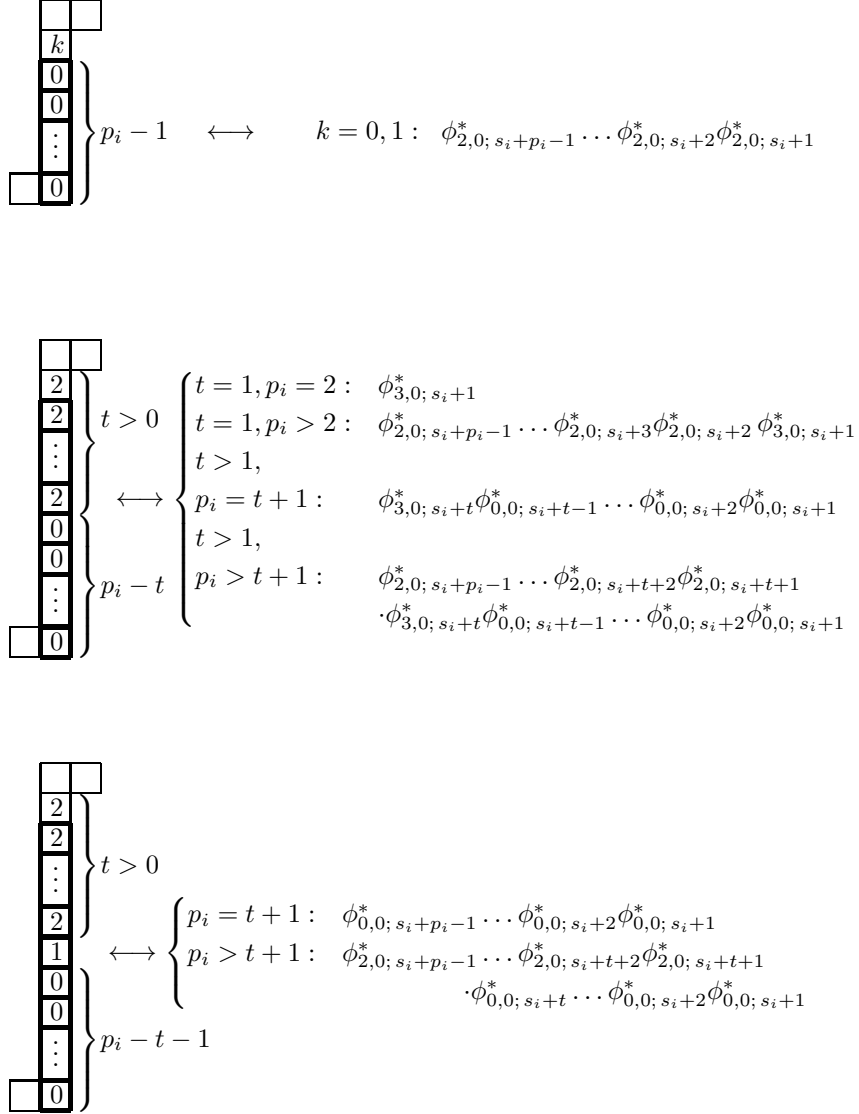 k
0
0
⋮
0
p_i − 1 ⟷ k = 0, 1 : ϕ*_{2,0; s_i+p_i−1} … ϕ*_{2,0; s_i+2} ϕ*_{2,0; s_i+1}
2
2
⋮
2
0
0
⋮
0
t > 0
p_i − t
⟷
t = 1, p_i = 2 : ϕ*_{3,0; s_i+1}
t = 1, p_i > 2 : ϕ*_{2,0; s_i+p_i−1} … ϕ*_{2,0; s_i+3} ϕ*_{2,0; s_i+2} ϕ*_{3,0; s_i+1}
t > 1,
p_i = t + 1 : ϕ*_{3,0; s_i+t} ϕ*_{0,0; s_i+t−1} … ϕ*_{0,0; s_i+2} ϕ*_{0,0; s_i+1}
t > 1,
p_i > t + 1 : ϕ*_{2,0; s_i+p_i−1} … ϕ*_{2,0; s_i+t+2} ϕ*_{2,0; s_i+t+1}
·ϕ*_{3,0; s_i+t} ϕ*_{0,0; s_i+t−1} … ϕ*_{0,0; s_i+2} ϕ*_{0,0; s_i+1}
2
2
⋮
2
1
0
0
⋮
0
t > 0
p_i − t − 1
⟷
p_i = t + 1 : ϕ*_{0,0; s_i+p_i−1} … ϕ*_{0,0; s_i+2} ϕ*_{0,0; s_i+1}
p_i > t + 1 : ϕ*_{2,0; s_i+p_i−1} … ϕ*_{2,0; s_i+t+2} ϕ*_{2,0; s_i+t+1}
·ϕ*_{0,0; s_i+t} … ϕ*_{0,0; s_i+2} ϕ*_{0,0; s_i+1}